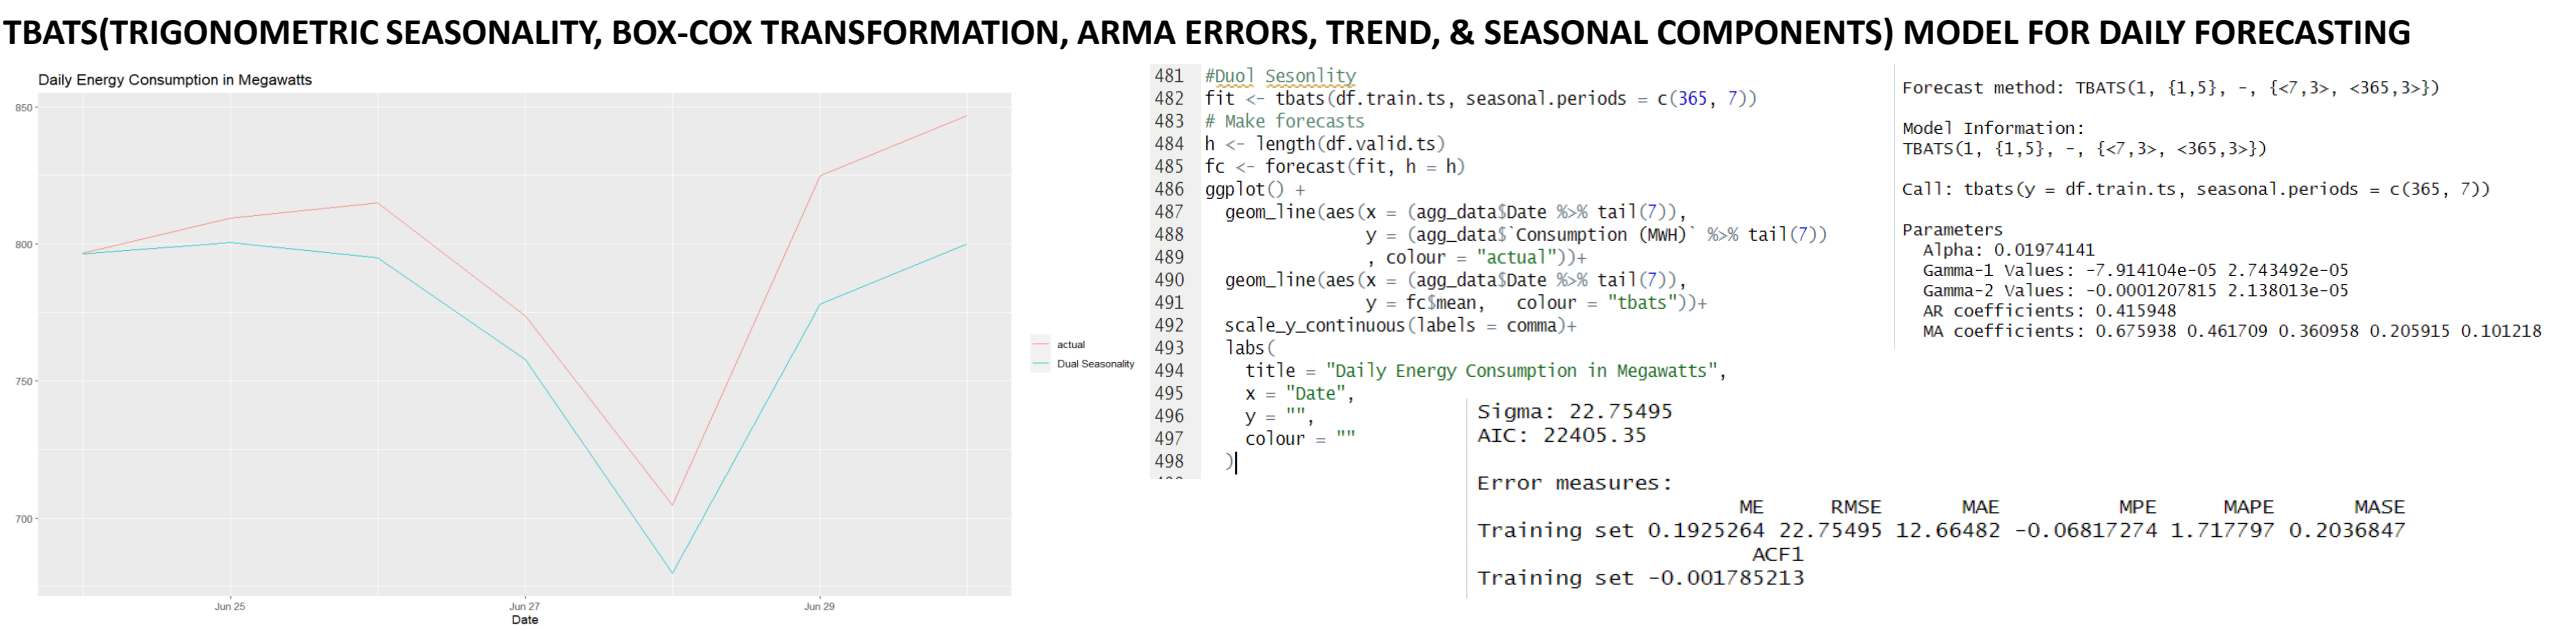 TBATS(TRIGONOMETRIC SEASONALITY, BOX-COX TRANSFORMATION, ARMA ERRORS, TREND, & SEASONAL COMPONENTS) MODEL FOR DAILY FORECASTING
Daily Energy Consumption in Megawatts
850
800
750
700
Jun 25
Jun 27
Jun 29
Date
actual
Dual Seasonality
481 #Duol Sesonlity
482 fit <- tbats(df.train.ts, seasonal.periods = c(365, 7))
483 # Make forecasts
484 h <- length(df.valid.ts)
485 fc <- forecast(fit, h = h)
486 ggplot() +
487 geom_line(aes(x = (agg_data$Date %>% tail(7)),
488 y = (agg_data$`Consumption (MWH)` %>% tail(7))
489 , colour = "actual"))+
490 geom_line(aes(x = (agg_data$Date %>% tail(7)),
491 y = fc$mean, colour = "tbats"))+
492 scale_y_continuous(labels = comma)+
493 labs(
494 title = "Daily Energy Consumption in Megawatts",
495 x = "Date",
496 y = "",
497 colour = ""
498 )
Forecast method: TBATS(1, {1,5}, -, {<7,3>, <365,3>})
Model Information:
TBATS(1, {1,5}, -, {<7,3>, <365,3>})
Call: tbats(y = df.train.ts, seasonal.periods = c(365, 7))
Parameters
Alpha: 0.01974141
Gamma-1 Values: -7.914104e-05 2.743492e-05
Gamma-2 Values: -0.0001207815 2.138013e-05
AR coefficients: 0.415948
MA coefficients: 0.675938 0.461709 0.360958 0.205915 0.101218
Sigma: 22.75495
AIC: 22405.35
Error measures:
ME RMSE MAE MPE MAPE MASE
Training set 0.1925264 22.75495 12.66482 -0.06817274 1.717797 0.2036847
ACF1
Training set -0.001785213